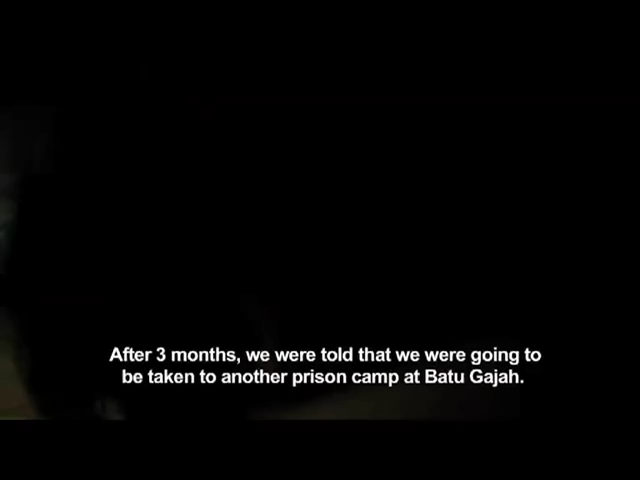 After 3 months, we were told that we were going to
be taken to another prison camp at Batu Gajah.